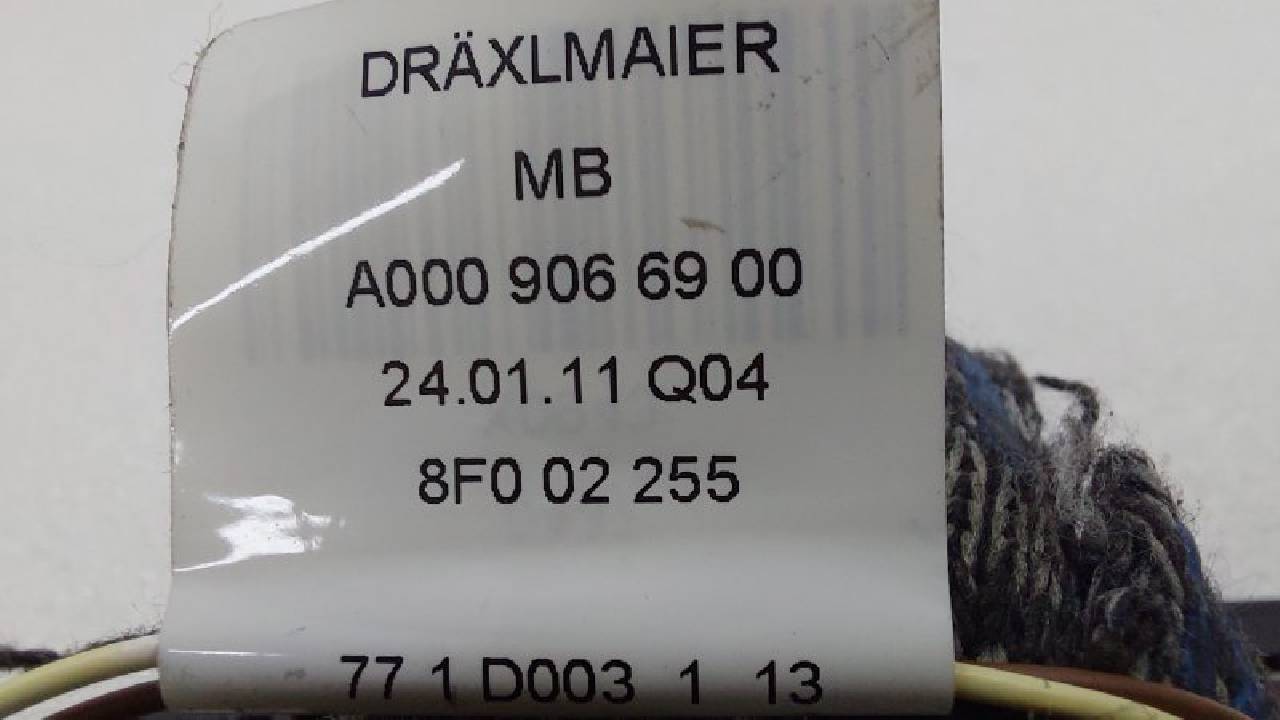 DRÄXLMAIER
MB
A000 906 69 00
24.01.11 Q04
8F0 02 255
77 1 D003 1 13